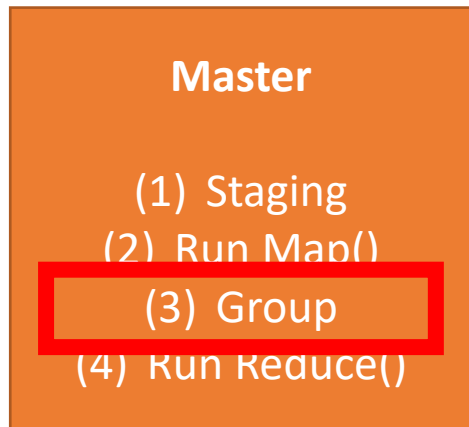 Master
(1) Staging
(2) Run Map()
(3) Group
(4) Run Reduce()